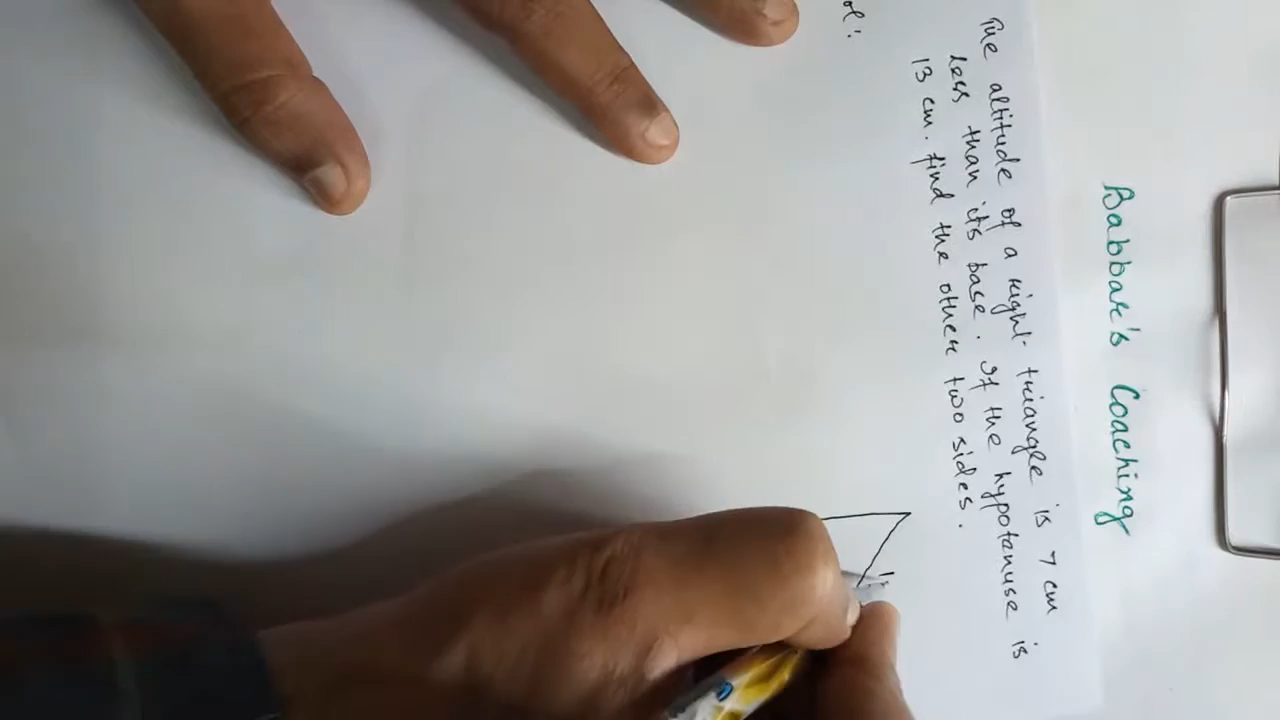 Babbar's Coaching
The altitude of a right triangle is 7 cm
less than its base. If the hypotenuse is
13 cm. find the other two sides.
ol: